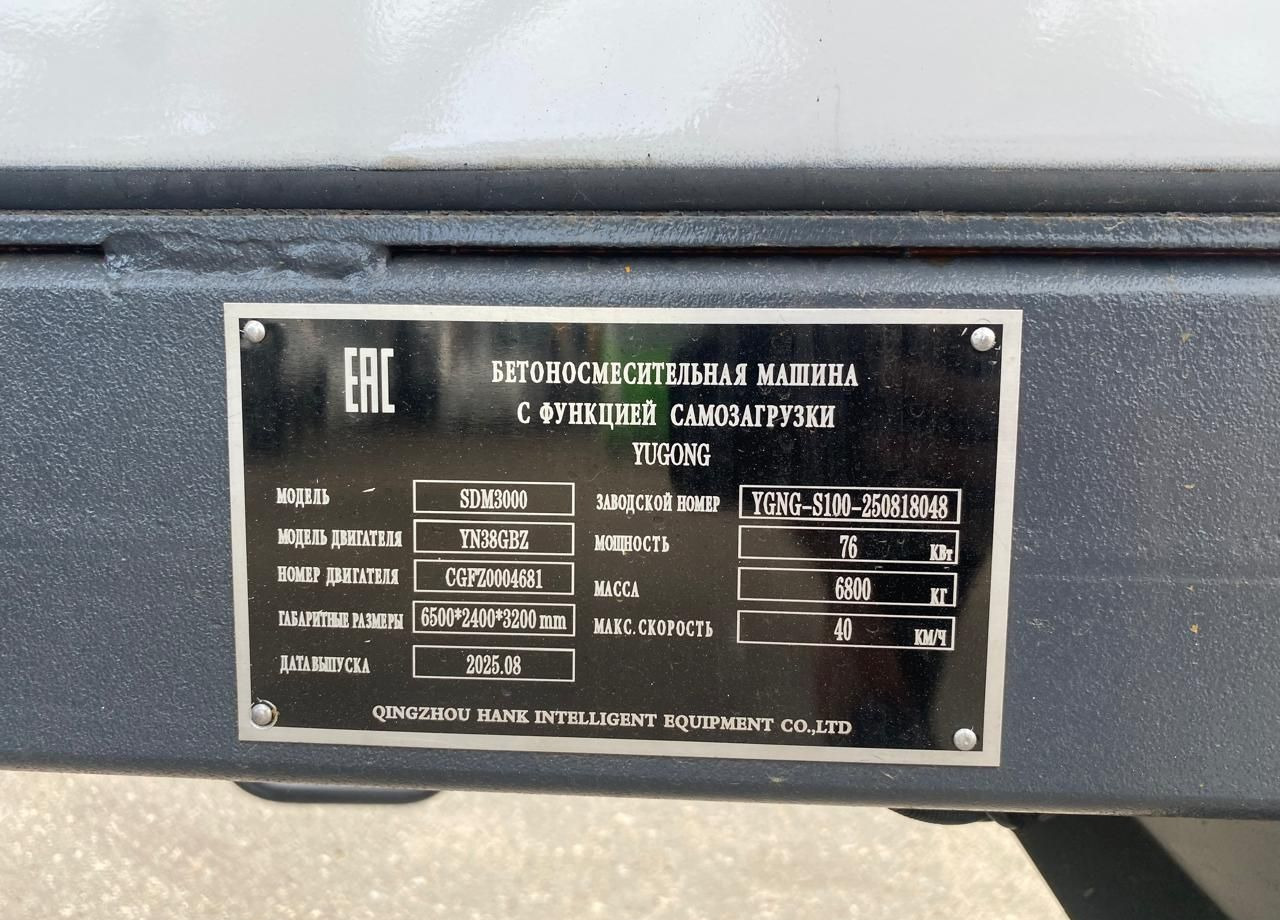 EAC
БЕТОНОСМЕСИТЕЛЬНАЯ МАШИНА
С ФУНКЦИЕЙ САМОЗАГРУЗКИ
YUGONG
МОДЕЛЬ SDM3000
МОДЕЛЬ ДВИГАТЕЛЯ YN38GBZ
НОМЕР ДВИГАТЕЛЯ CGFZ0004681
ГАБАРИТНЫЕ РАЗМЕРЫ 6500*2400*3200 mm
ДАТА ВЫПУСКА 2025.08
ЗАВОДСКОЙ НОМЕР YGNG-S100-250818048
МОЩНОСТЬ 76 КВт
МАССА 6800 КГ
МАКС.СКОРОСТЬ 40 КМ/Ч
QINGZHOU HANK INTELLIGENT EQUIPMENT CO.,LTD